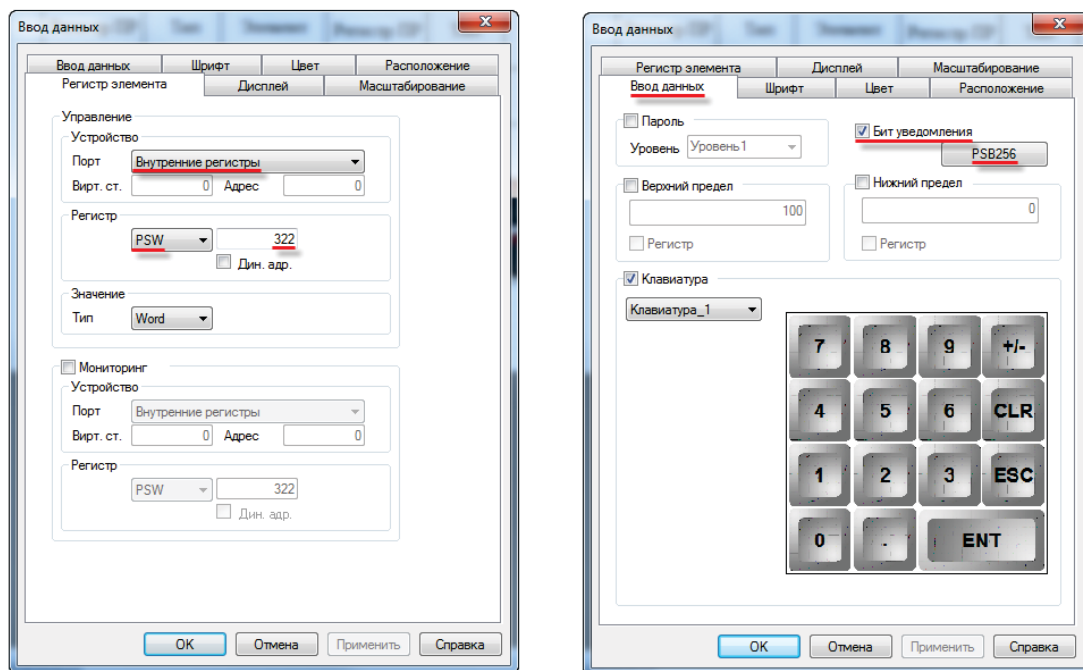 Ввод данных
Ввод данных Шрифт Цвет Расположение
Регистр элемента Дисплей Масштабирование
Управление
Устройство
Порт Внутренние регистры
Вирт. ст. 0 Адрес 0
Регистр
PSW 322
Дин. адр.
Значение
Тип Word
Мониторинг
Устройство
Порт Внутренние регистры
Вирт. ст. 0 Адрес 0
Регистр
PSW 322
Дин. адр.
OK Отмена Применить Справка
Ввод данных
Регистр элемента Дисплей Масштабирование
Ввод данных Шрифт Цвет Расположение
Пароль
Уровень Уровень1
Бит уведомления
PSB256
Верхний предел
100
Регистр
Нижний предел
0
Регистр
Клавиатура
Клавиатура_1
7 8 9 +/-
4 5 6 CLR
1 2 3 ESC
0 . ENT
OK Отмена Применить Справка